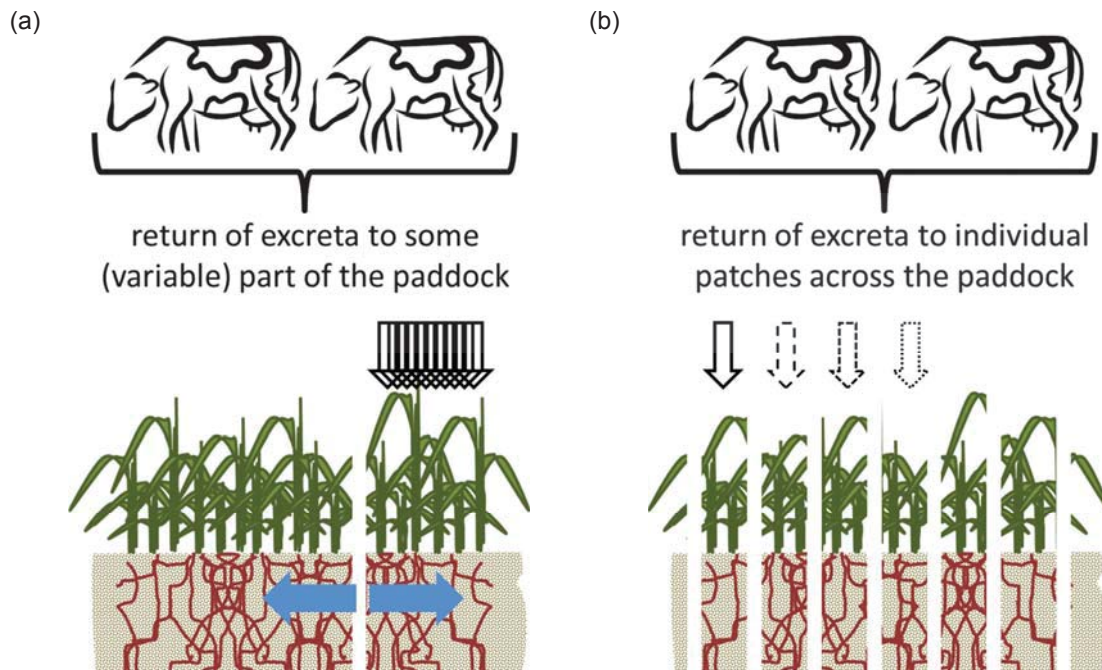 (a)
return of excreta to some
(variable) part of the paddock
(b)
return of excreta to individual
patches across the paddock